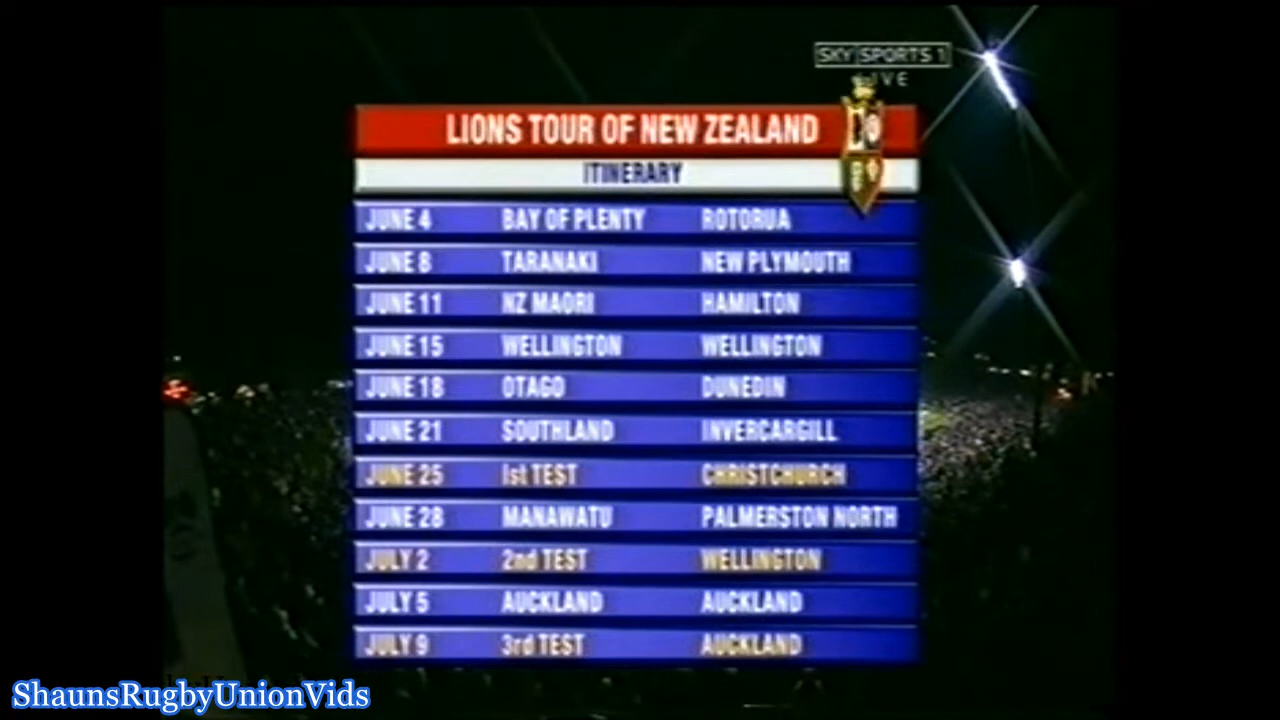 SKY SPORTS 1
LIVE
LIONS TOUR OF NEW ZEALAND
ITINERARY
JUNE 4 BAY OF PLENTY ROTORUA
JUNE 8 TARANAKI NEW PLYMOUTH
JUNE 11 NZ MAORI HAMILTON
JUNE 15 WELLINGTON WELLINGTON
JUNE 18 OTAGO DUNEDIN
JUNE 21 SOUTHLAND INVERCARGILL
JUNE 25 1st TEST CHRISTCHURCH
JUNE 28 MANAWATU PALMERSTON NORTH
JULY 2 2nd TEST WELLINGTON
JULY 5 AUCKLAND AUCKLAND
JULY 9 3rd TEST AUCKLAND
ShaunsRugbyUnionVids